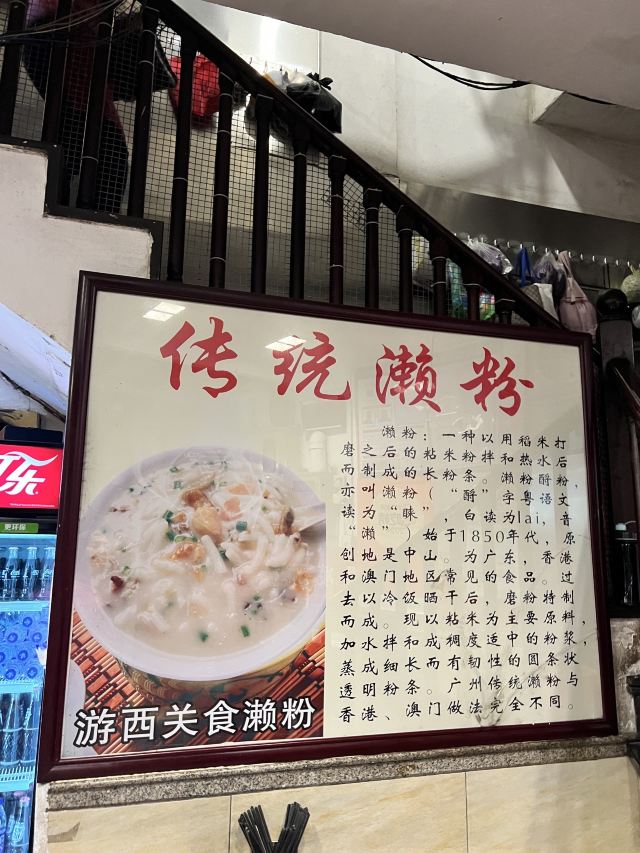 传统濑粉
濑粉：一种以用稻米打
磨之后的粘米粉拌和热水后
而制成的长粉条。濑粉酹粉，
亦叫濑粉（“酹”字粤语文
读为“睐”，白读为lai，音
“濑”）始于1850年代，原
创地是中山。为广东，香港
和澳门地区常见的食品。过
去以冷饭晒干后，磨粉特制
而成。现以粘米为主要原料，
加水拌和成稠度适中的粉浆，
蒸成细长而有韧性的圆条状
透明粉条。广州传统濑粉与
香港、澳门做法完全不同。
游西关食濑粉
可乐
更环保